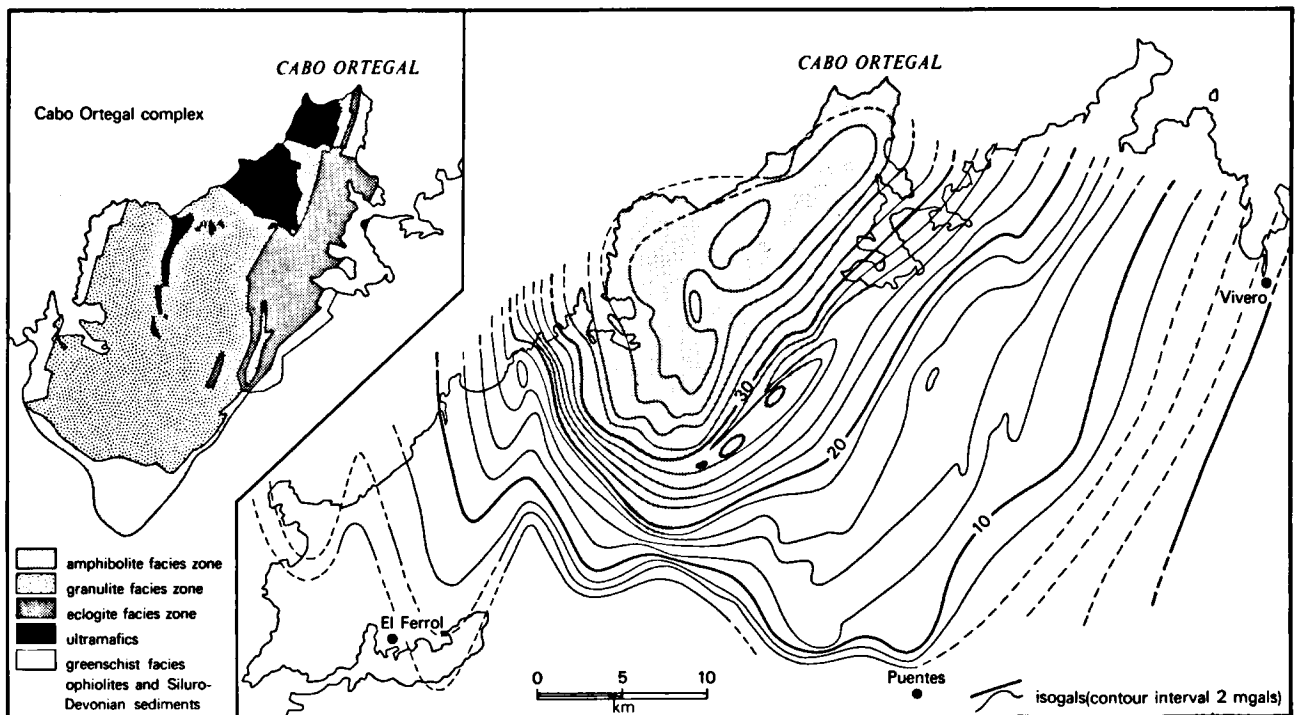 CABO ORTEGAL
Cabo Ortegal complex
amphibolite facies zone
granulite facies zone
eclogite facies zone
ultramafics
greenschist facies
ophiolites and Siluro-
Devonian sediments
CABO ORTEGAL
Vivero
30
20
10
El Ferrol
Puentes
0 5 10
km
isogals(contour interval 2 mgals)